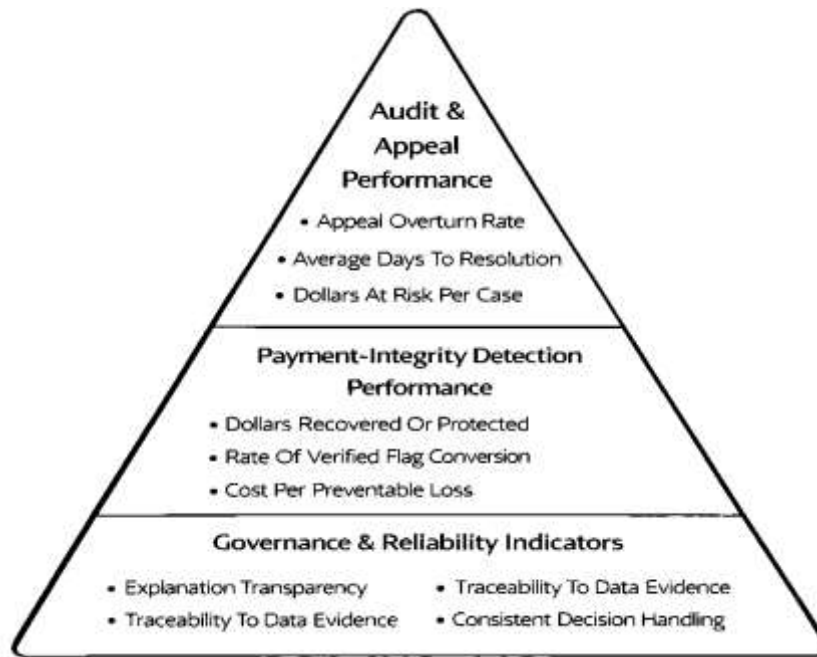 Audit &
Appeal
Performance
• Appeal Overturn Rate
• Average Days To Resolution
• Dollars At Risk Per Case
Payment-Integrity Detection
Performance
• Dollars Recovered Or Protected
• Rate Of Verified Flag Conversion
• Cost Per Preventable Loss
Governance & Reliability Indicators
• Explanation Transparency
• Traceability To Data Evidence
• Traceability To Data Evidence
• Consistent Decision Handling